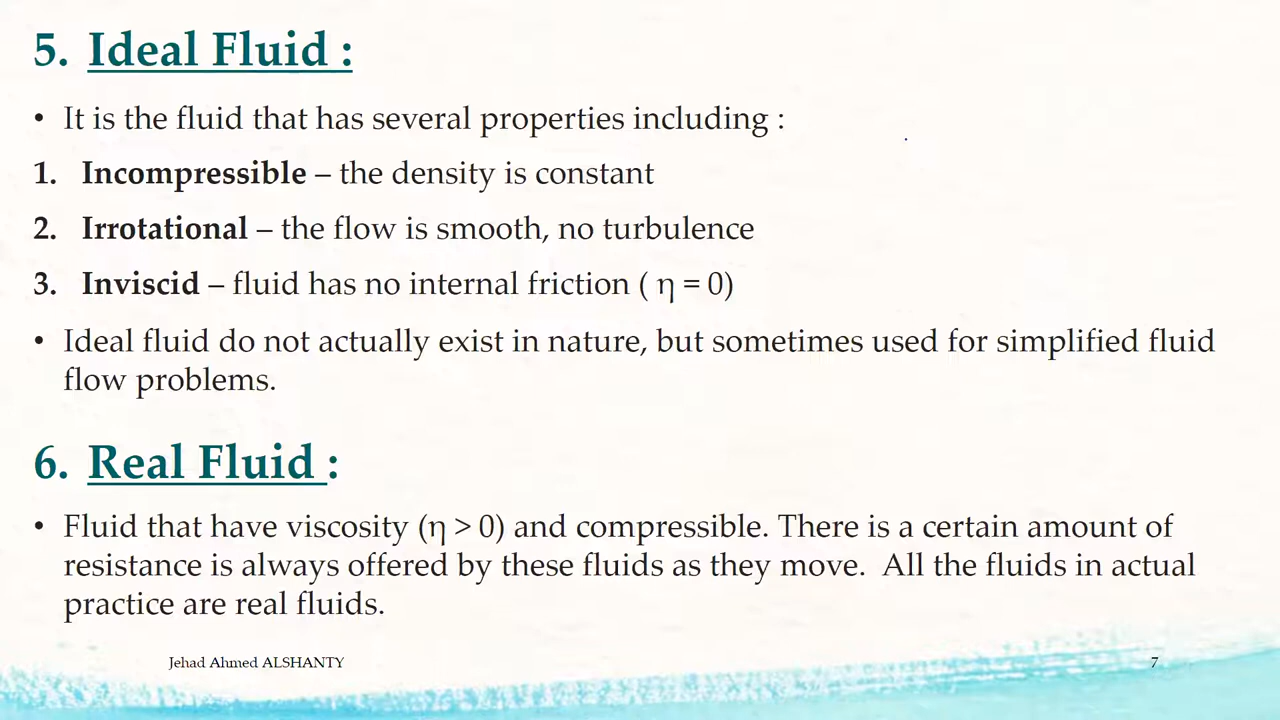 5. Ideal Fluid :
• It is the fluid that has several properties including :
1. Incompressible – the density is constant
2. Irrotational – the flow is smooth, no turbulence
3. Inviscid – fluid has no internal friction ( η = 0)
• Ideal fluid do not actually exist in nature, but sometimes used for simplified fluid
flow problems.
6. Real Fluid :
• Fluid that have viscosity (η > 0) and compressible. There is a certain amount of
resistance is always offered by these fluids as they move. All the fluids in actual
practice are real fluids.
Jehad Ahmed ALSHANTY 7